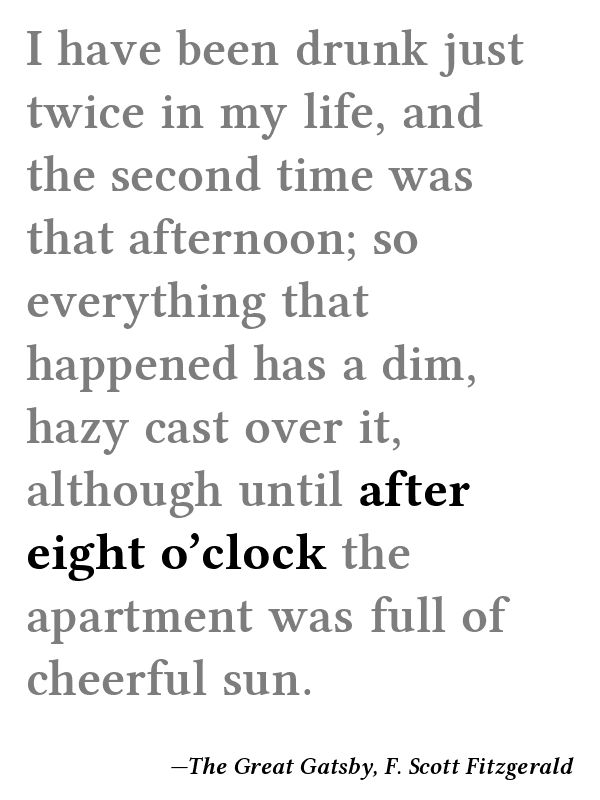 I have been drunk just
twice in my life, and
the second time was
that afternoon; so
everything that
happened has a dim,
hazy cast over it,
although until after
eight o’clock the
apartment was full of
cheerful sun.
—The Great Gatsby, F. Scott Fitzgerald